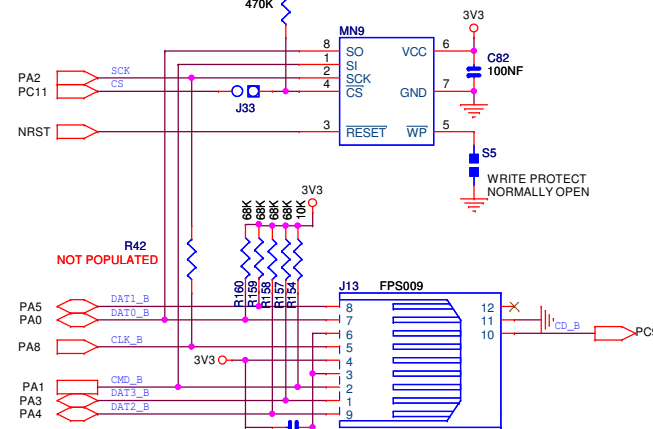 470K
3V3
MN9
8 SO VCC 6
1 SI
C82
100NF
PA2 SCK 2 SCK
PC11 CS 4 CS GND 7
J33
NRST 3 RESET WP 5
S5
WRITE PROTECT
NORMALLY OPEN
3V3
68K
68K
68K
68K
10K
R42
NOT POPULATED
R160
R159
R158
R157
R154
J13 FPS009
PA5 DAT1_B 8 12
PA0 DAT0_B 7 11
6 10 CD_B
PA8 CLK_B 5
3V3 4
3
PA1 CMD_B 2
PA3 DAT3_B 1
PA4 DAT2_B 9